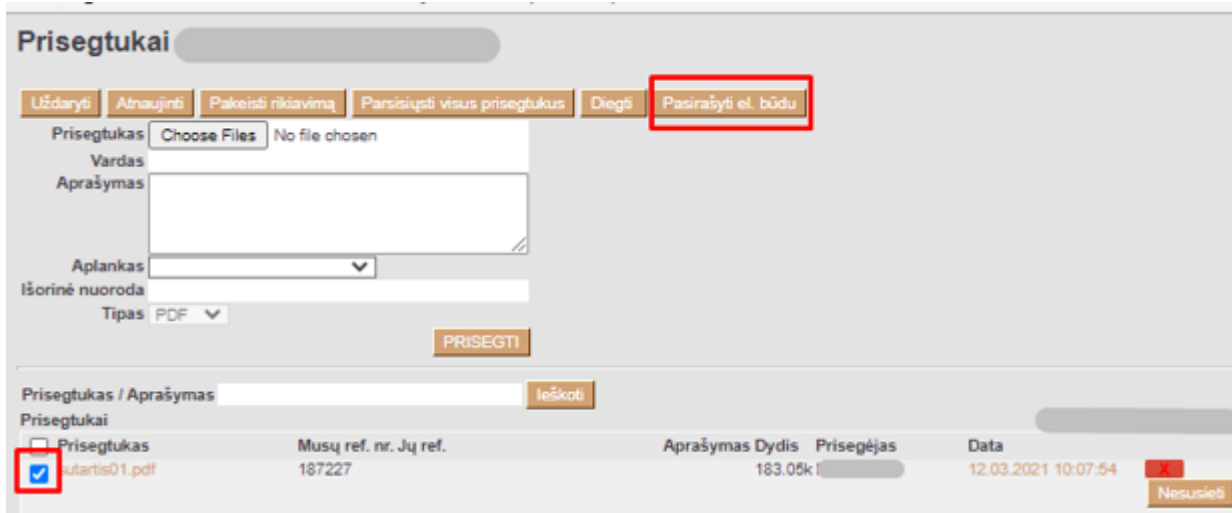 Prisegtukai
Uždaryti Atnaujinti Pakeisti rikiavimą Parsisiųsti visus prisegtukus Diegti Pasirašyti el. būdu
Prisegtukas Choose Files No file chosen
Vardas
Aprašymas
Aplankas
Išorinė nuoroda
Tipas PDF
PRISEGTI
Prisegtukas / Aprašymas Ieškoti
Prisegtukai
Prisegtukas Musų ref. nr. Jų ref. Aprašymas Dydis Prisegėjas Data
sutartis01.pdf 187227 183.05k 12.03.2021 10:07:54 X
Nesusieti